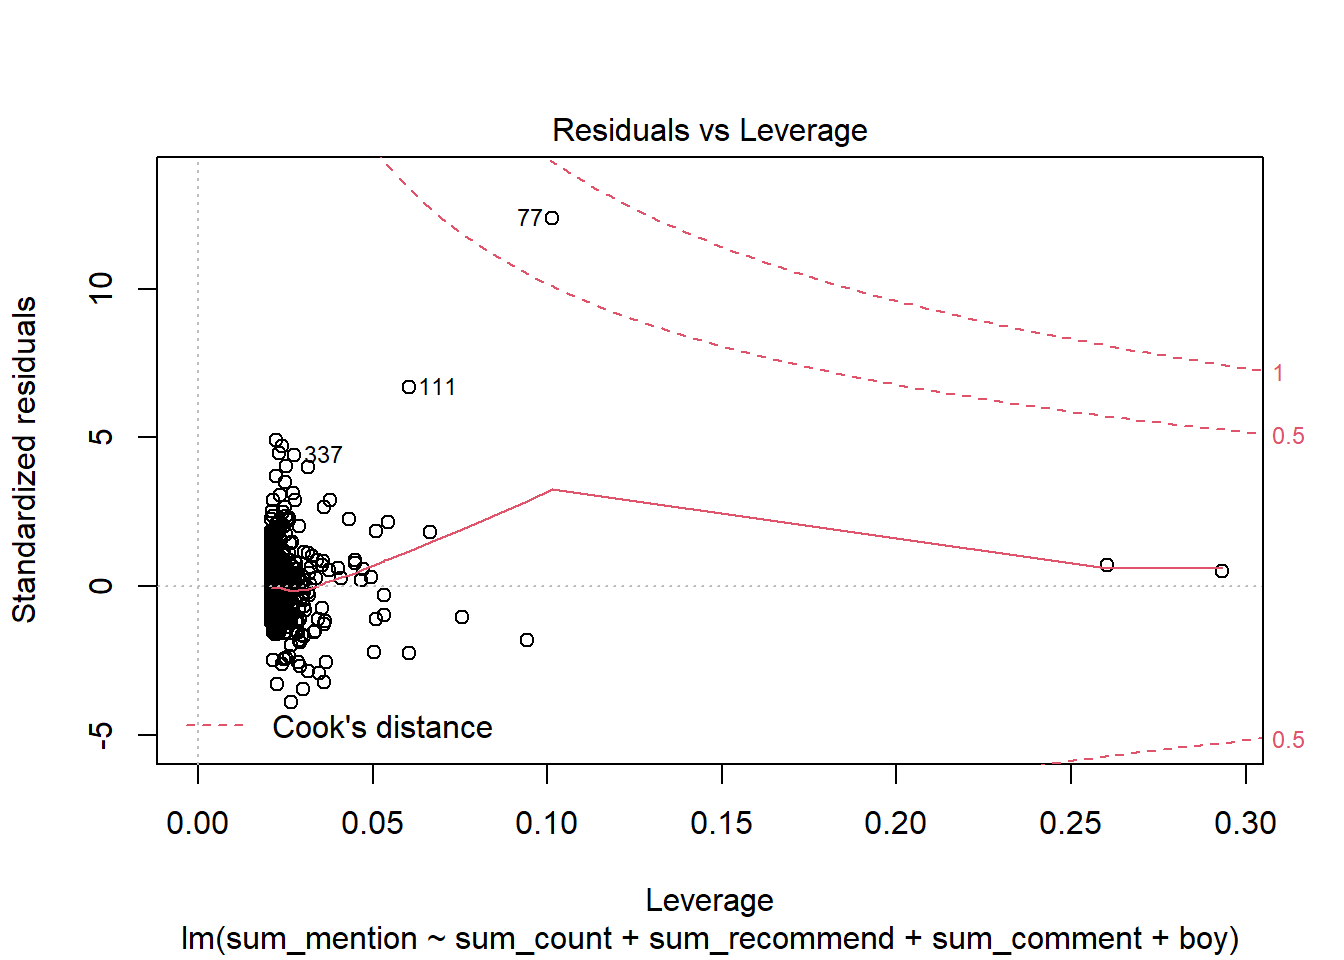 Residuals vs Leverage
Standardized residuals
10
5
0
-5
77
111
337
1
0.5
0.5
Cook's distance
0.00 0.05 0.10 0.15 0.20 0.25 0.30
Leverage
lm(sum_mention ~ sum_count + sum_recommend + sum_comment + boy)